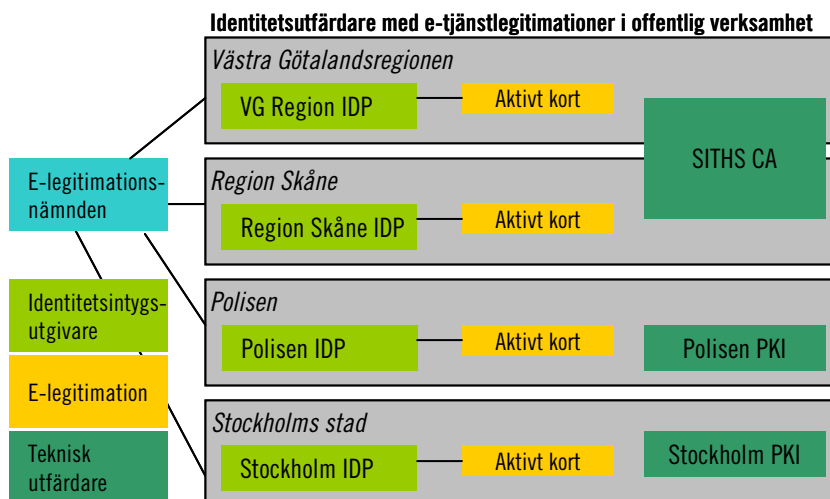 Identitetsutfärdare med e-tjänstlegitimationer i offentlig verksamhet
Västra Götalandsregionen
VG Region IDP
Aktivt kort
SITHS CA
E-legitimations-
nämnden
Region Skåne
Region Skåne IDP
Aktivt kort
Identitetsintygs-
utgivare
Polisen
Polisen IDP
Aktivt kort
Polisen PKI
E-legitimation
Stockholms stad
Stockholm IDP
Aktivt kort
Stockholm PKI
Teknisk
utfärdare